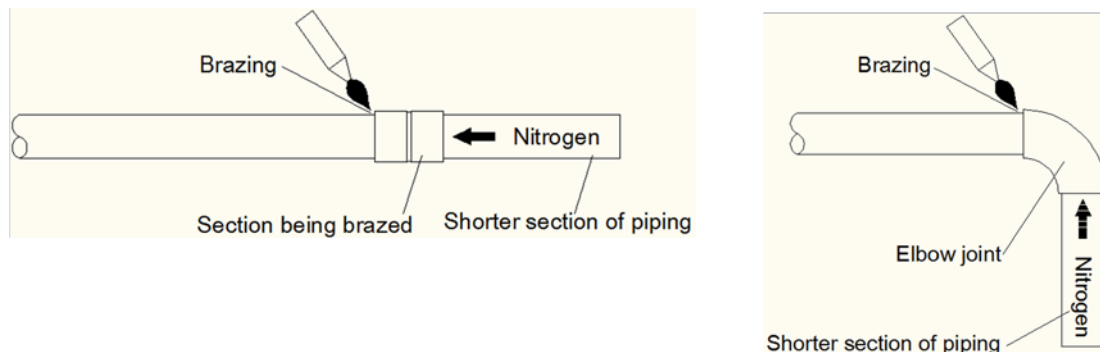 Brazing
Nitrogen
Section being brazed
Shorter section of piping
Brazing
Elbow joint
Nitrogen
Shorter section of piping